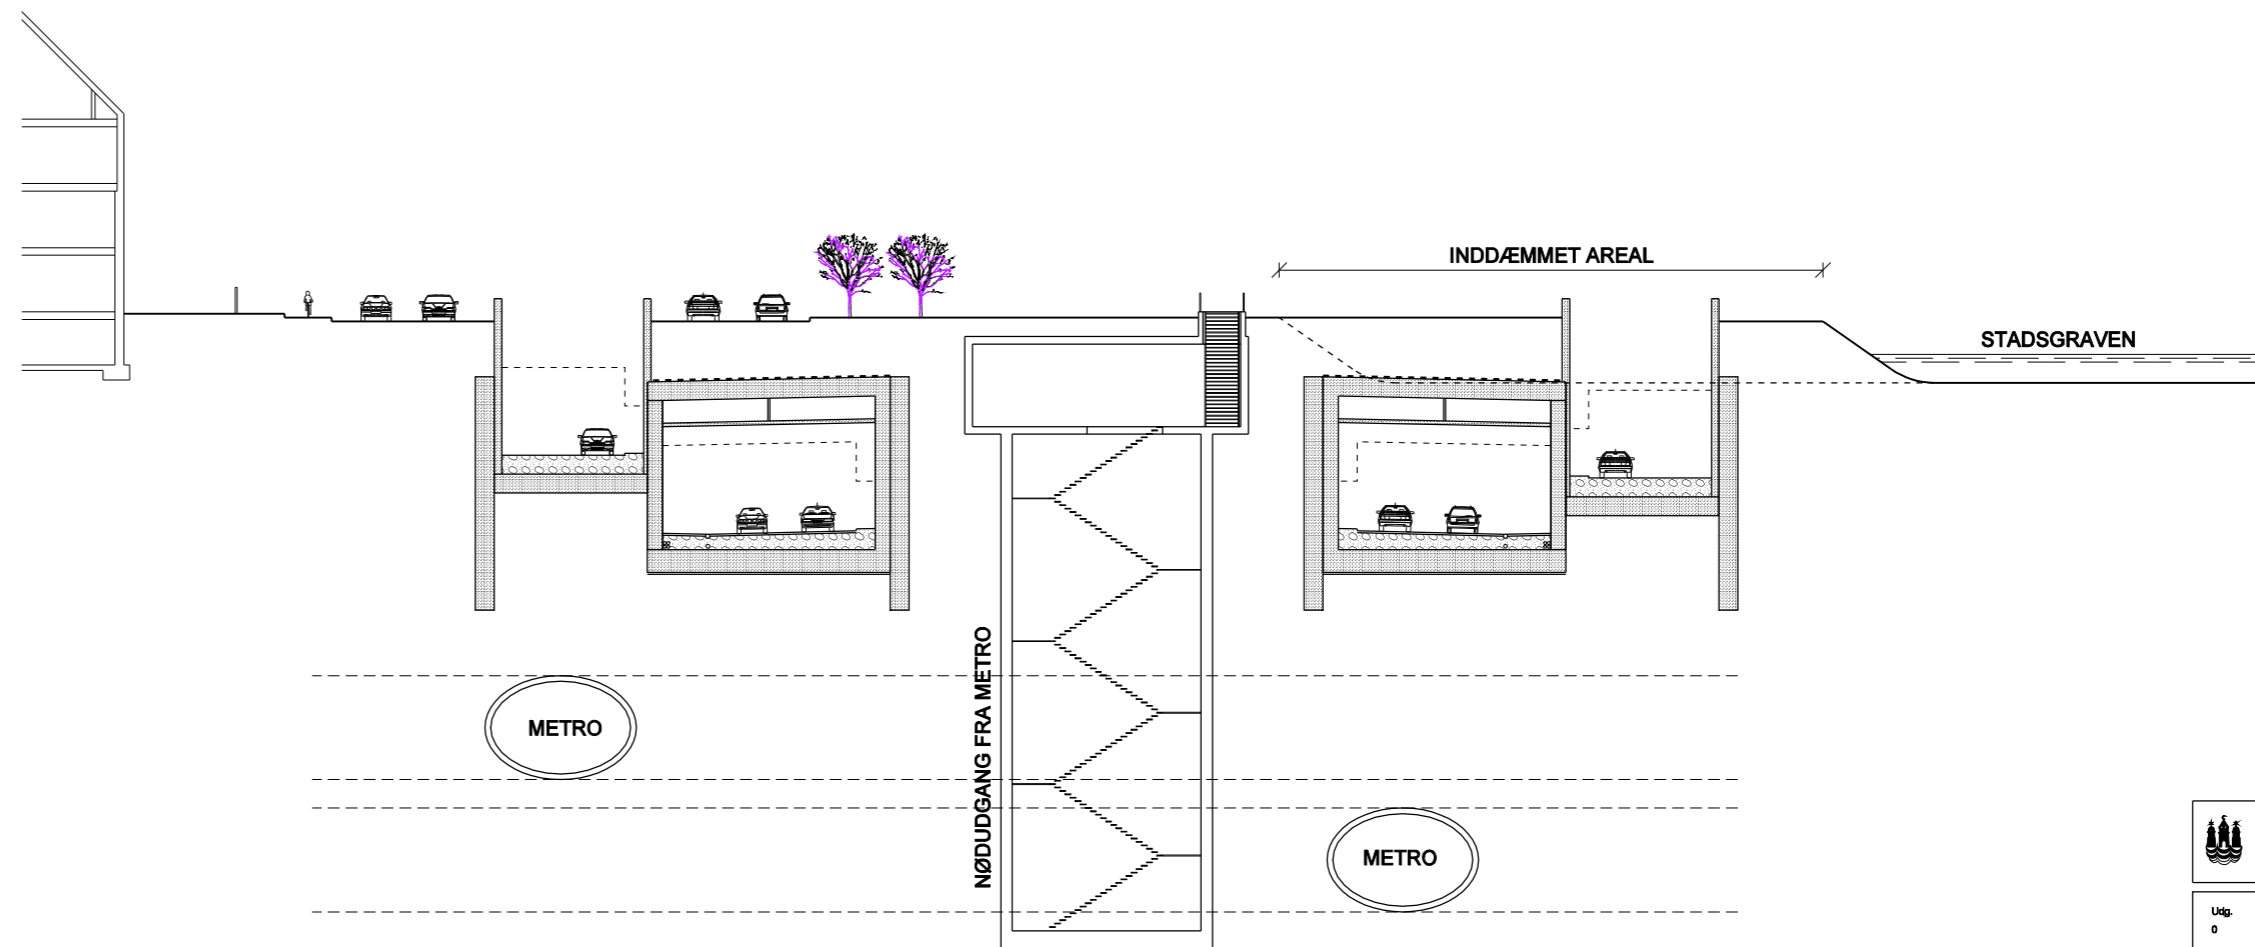 INDDÆMMET AREAL
STADSGRAVEN
NØDUDGANG FRA METRO
METRO
METRO
Udg.
0